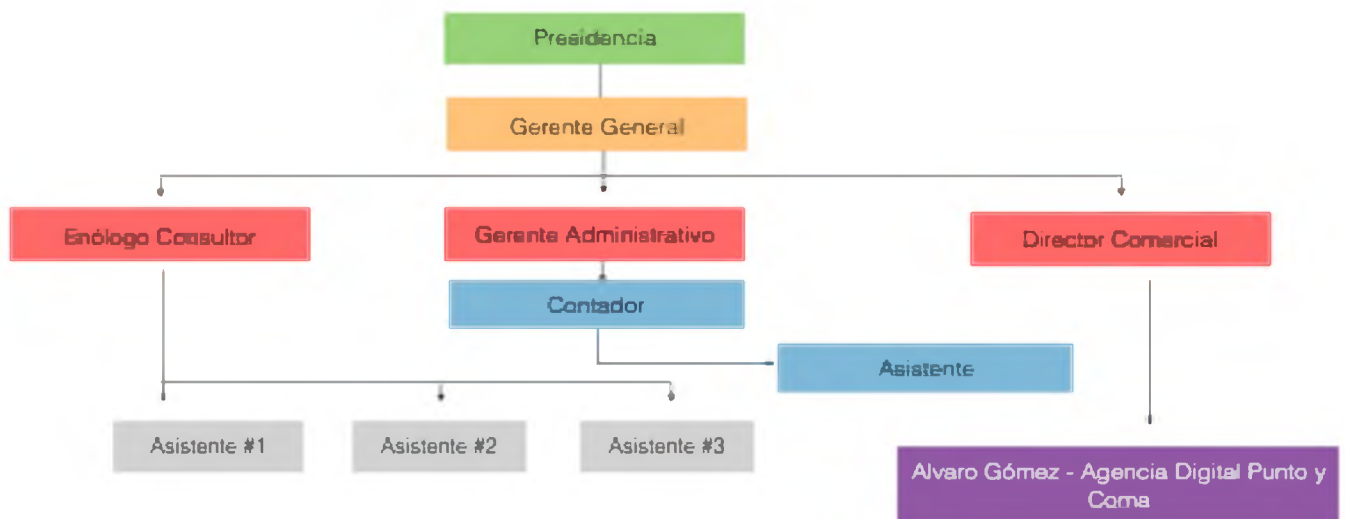 Presidencia
Gerente General
Enólogo Consultor
Gerente Administrativo
Director Comercial
Contador
Asistente
Asistente #1
Asistente #2
Asistente #3
Alvaro Gómez - Agencia Digital Punto y
Coma